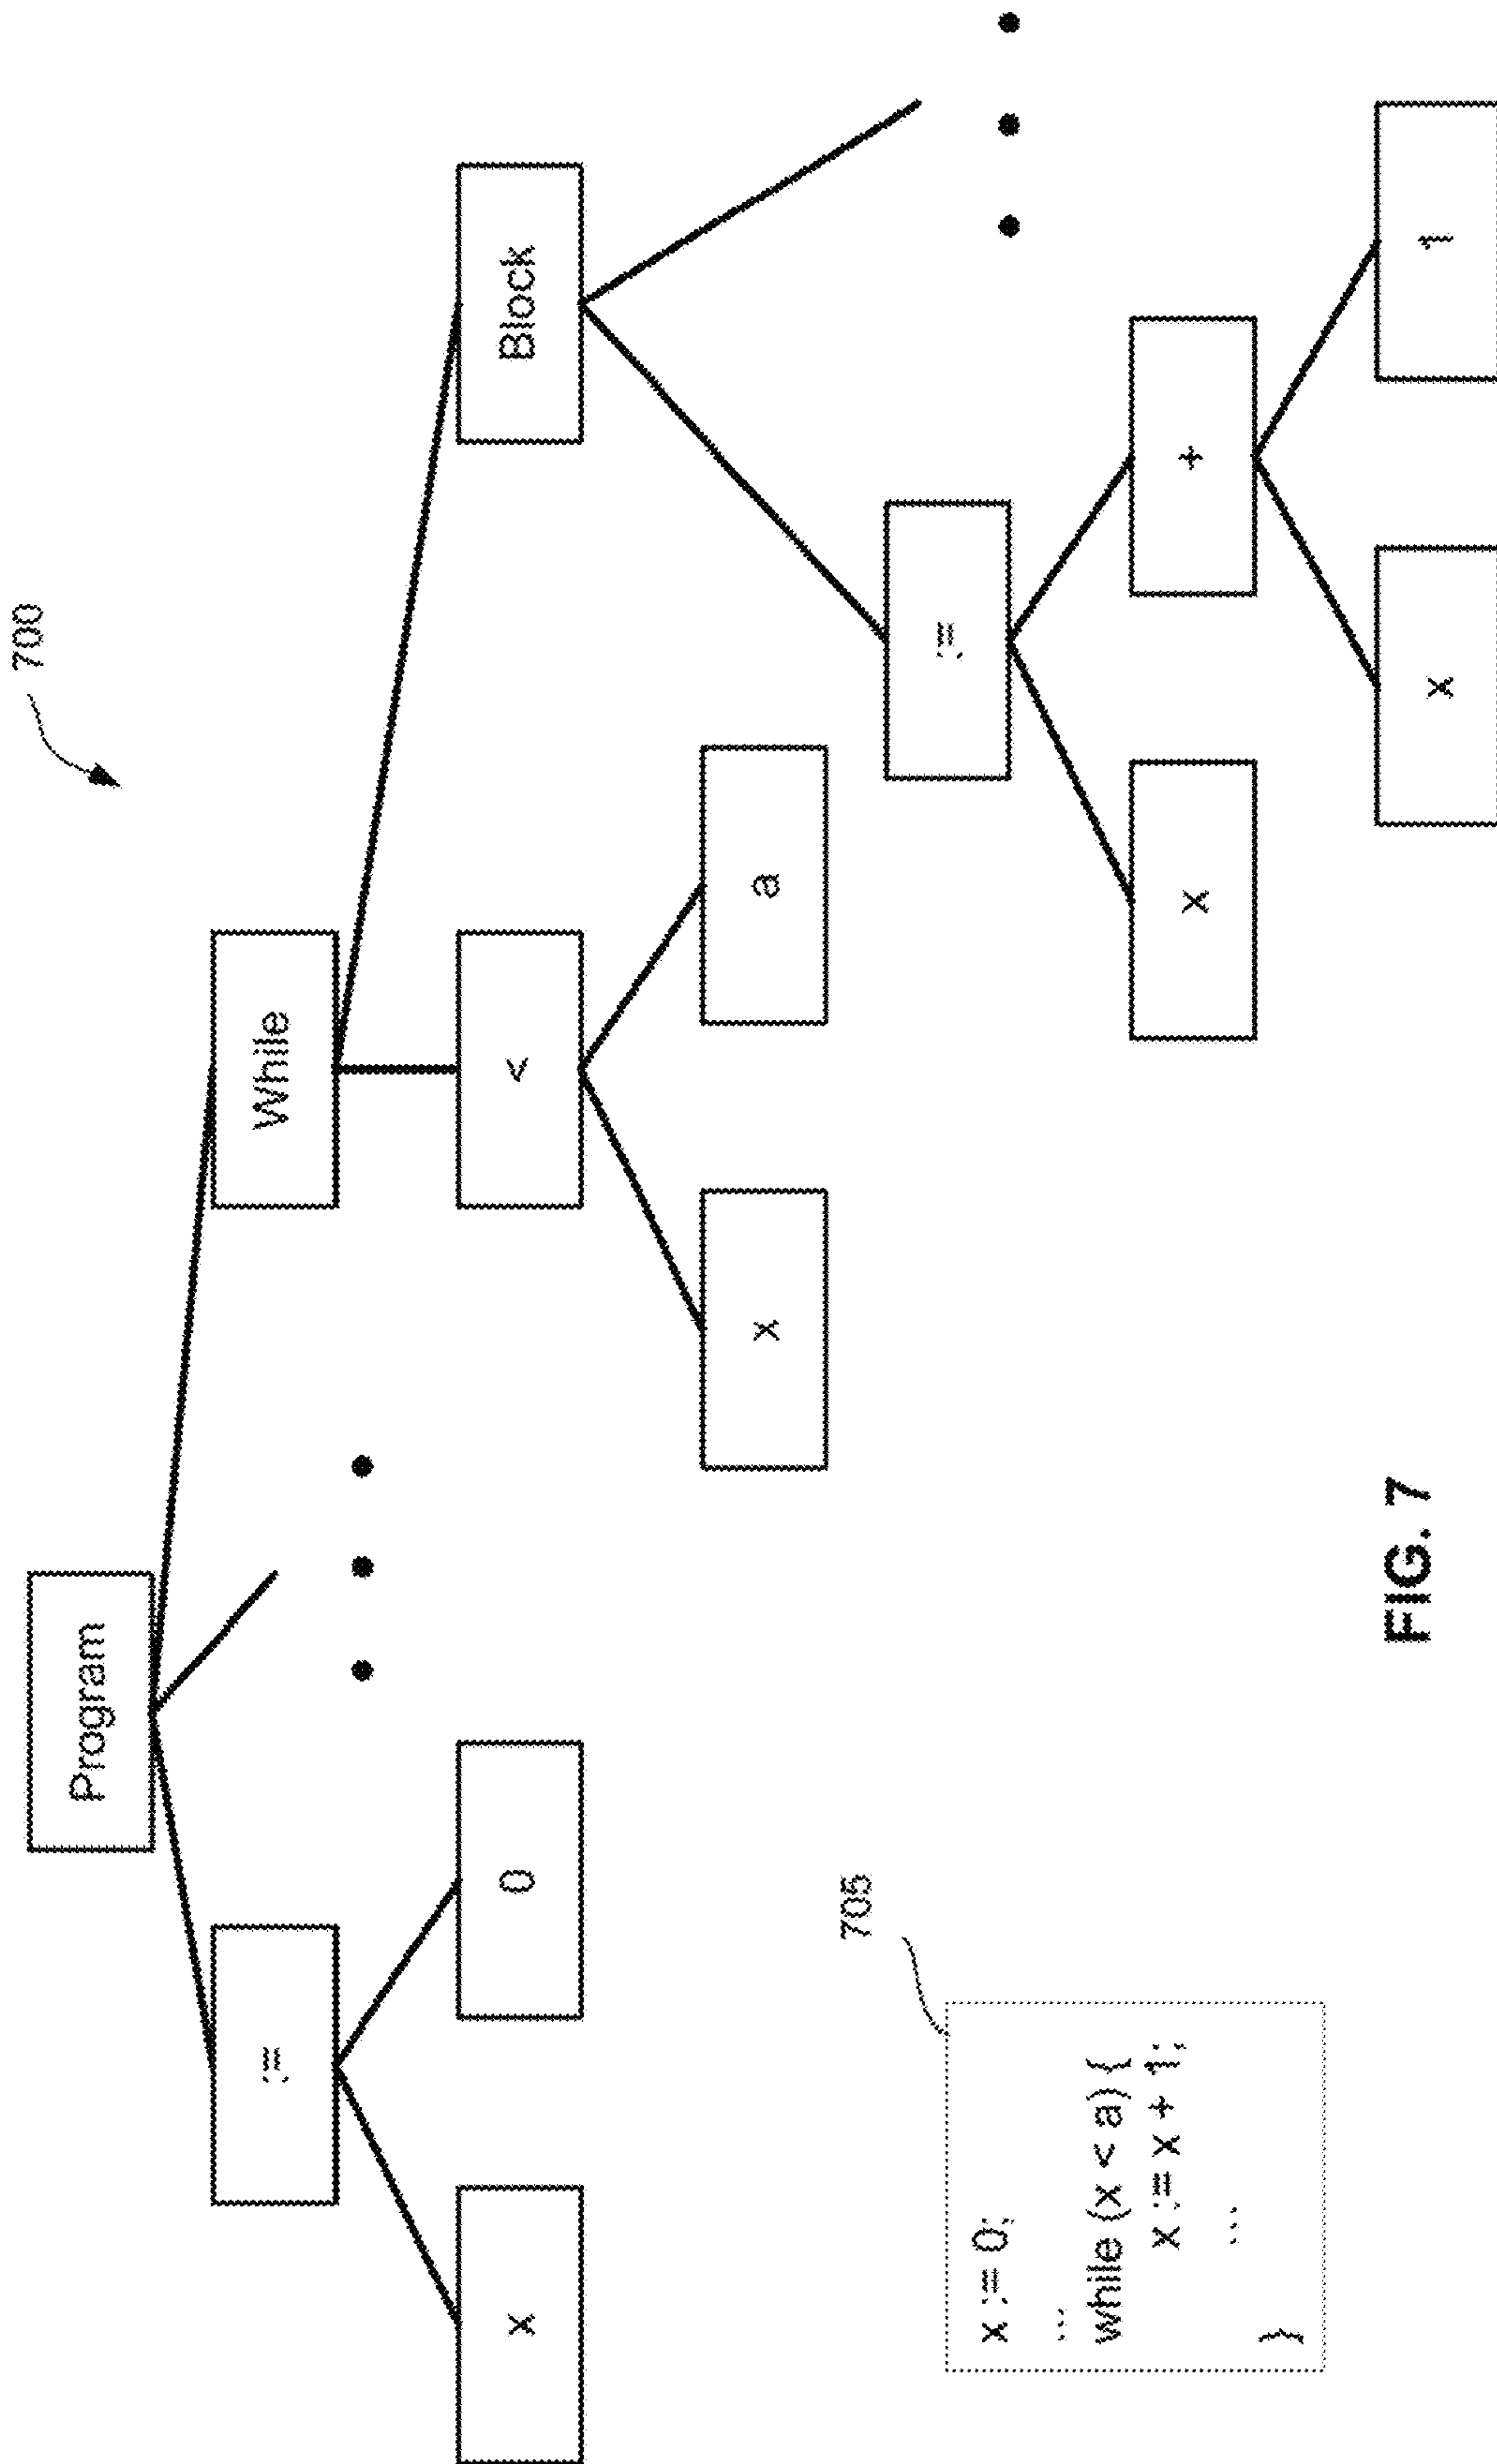 700
Program
:=
While
x
0
<
Block
x
a
:=
x
+
x
1
705
x := 0;
...
while (x < a) {
x := x + 1;
...
}
FIG. 7